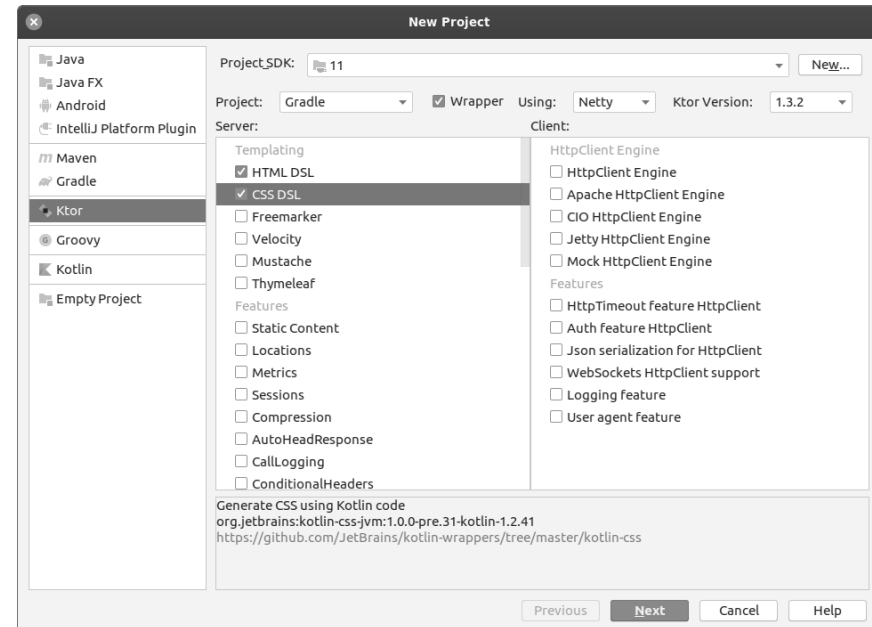 New Project
Java
Java FX
Android
IntelliJ Platform Plugin
Maven
Gradle
Ktor
Groovy
Kotlin
Empty Project
Project SDK: 11 New...
Project: Gradle Wrapper Using: Netty Ktor Version: 1.3.2
Server:
Templating
HTML DSL
CSS DSL
Freemarker
Velocity
Mustache
Thymeleaf
Features
Static Content
Locations
Metrics
Sessions
Compression
AutoHeadResponse
CallLogging
ConditionalHeaders
Client:
HttpClient Engine
HttpClient Engine
Apache HttpClient Engine
CIO HttpClient Engine
Jetty HttpClient Engine
Mock HttpClient Engine
Features
HttpTimeout feature HttpClient
Auth feature HttpClient
Json serialization for HttpClient
WebSockets HttpClient support
Logging feature
User agent feature
Generate CSS using Kotlin code
org.jetbrains:kotlin-css-jvm:1.0.0-pre.31-kotlin-1.2.41
https://github.com/JetBrains/kotlin-wrappers/tree/master/kotlin-css
Previous Next Cancel Help